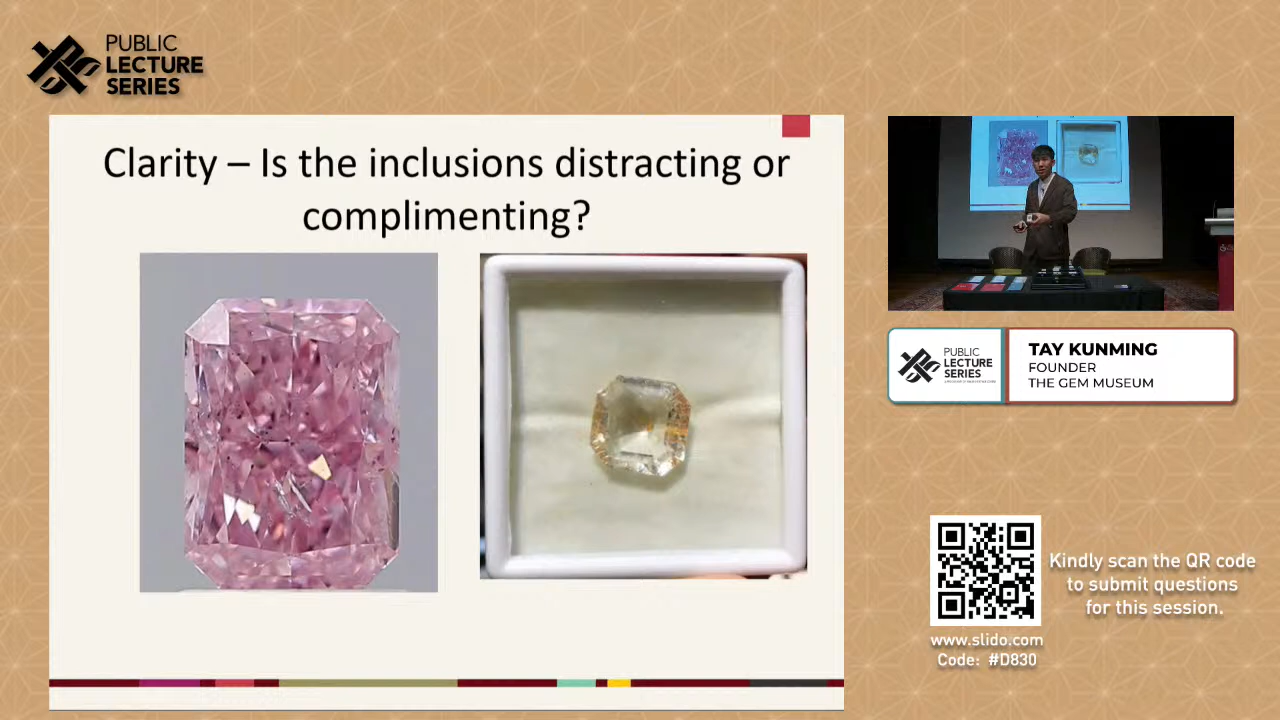 PUBLIC
LECTURE
SERIES
Clarity – Is the inclusions distracting or
complimenting?
PUBLIC
LECTURE
SERIES
TAY KUNMING
FOUNDER
THE GEM MUSEUM
Kindly scan the QR code
to submit questions
for this session.
www.slido.com
Code: #D830